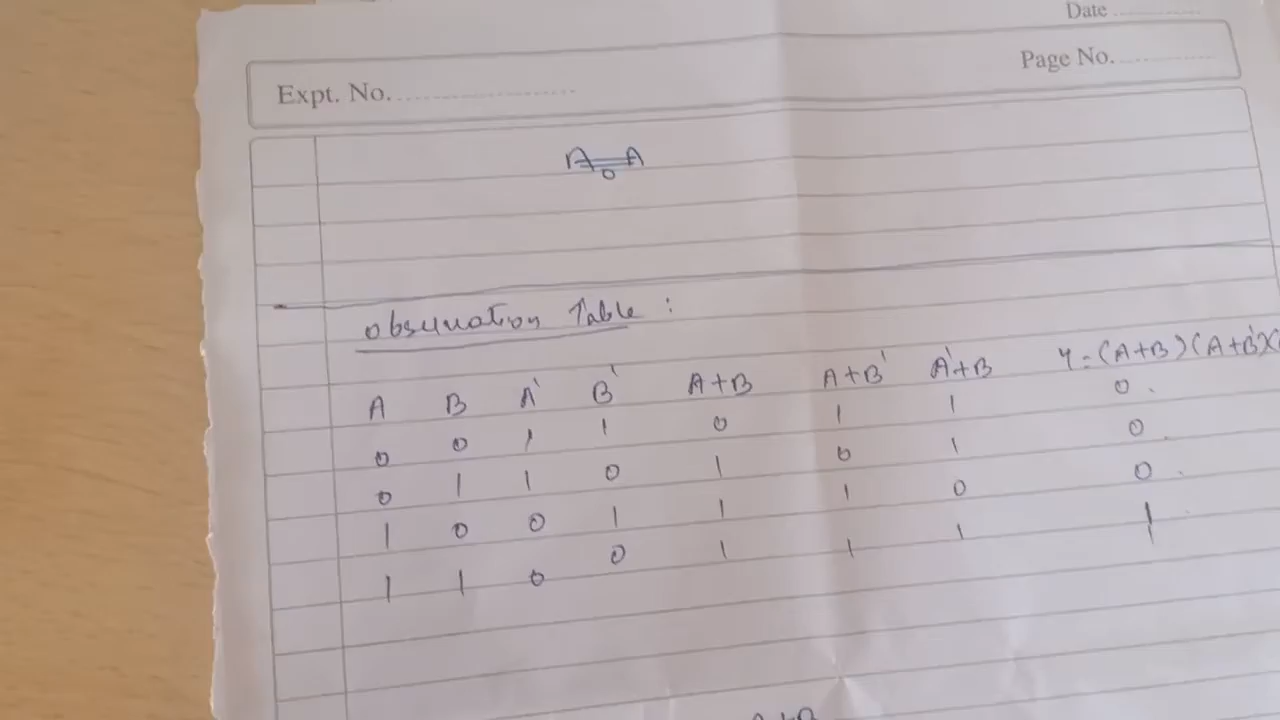 Date
Page No.
Expt. No.
Observation Table :
A B A' B' A+B A+B' A'+B Y=(A+B)(A+B')(
0 0 1 1 0 1 1 0
0 1 1 0 1 0 1 0
1 0 0 1 1 1 0 0
1 1 0 0 1 1 1 1